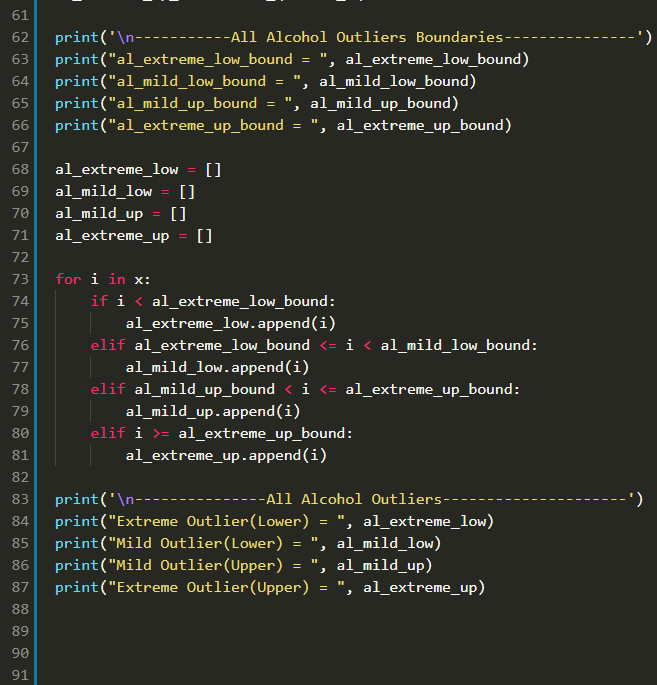 61
62 print('\n-----------All Alcohol Outliers Boundaries---------------')
63 print("al_extreme_low_bound = ", al_extreme_low_bound)
64 print("al_mild_low_bound = ", al_mild_low_bound)
65 print("al_mild_up_bound = ", al_mild_up_bound)
66 print("al_extreme_up_bound = ", al_extreme_up_bound)
67
68 al_extreme_low = []
69 al_mild_low = []
70 al_mild_up = []
71 al_extreme_up = []
72
73 for i in x:
74     if i < al_extreme_low_bound:
75         al_extreme_low.append(i)
76     elif al_extreme_low_bound <= i < al_mild_low_bound:
77         al_mild_low.append(i)
78     elif al_mild_up_bound < i <= al_extreme_up_bound:
79         al_mild_up.append(i)
80     elif i >= al_extreme_up_bound:
81         al_extreme_up.append(i)
82
83 print('\n---------------All Alcohol Outliers---------------------')
84 print("Extreme Outlier(Lower) = ", al_extreme_low)
85 print("Mild Outlier(Lower) = ", al_mild_low)
86 print("Mild Outlier(Upper) = ", al_mild_up)
87 print("Extreme Outlier(Upper) = ", al_extreme_up)
88
89
90
91